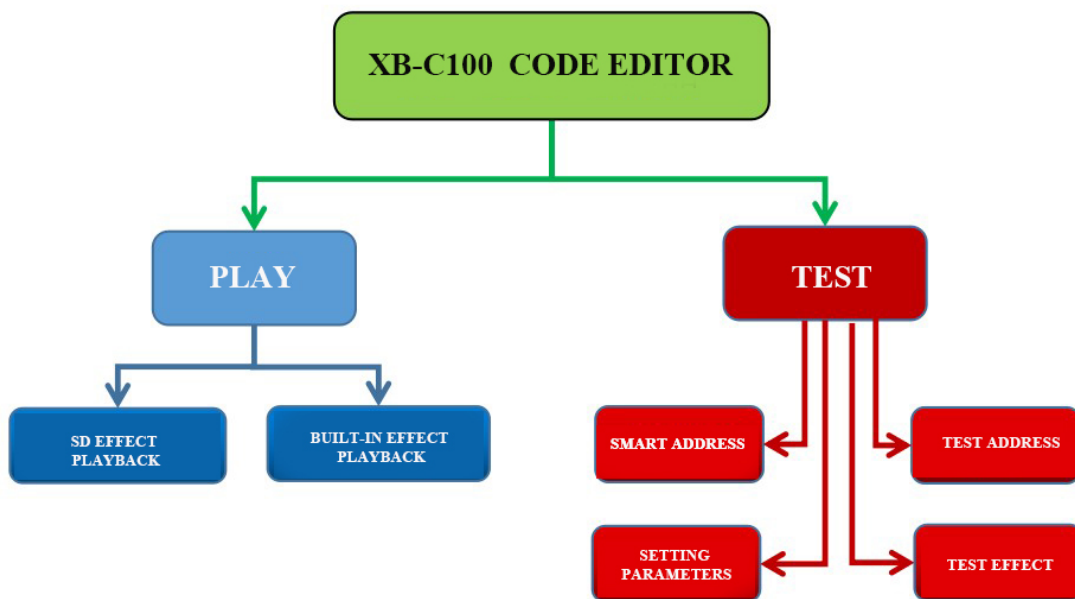 XB-C100 CODE EDITOR
PLAY
TEST
SD EFFECT
PLAYBACK
BUILT-IN EFFECT
PLAYBACK
SMART ADDRESS
TEST ADDRESS
SETTING
PARAMETERS
TEST EFFECT